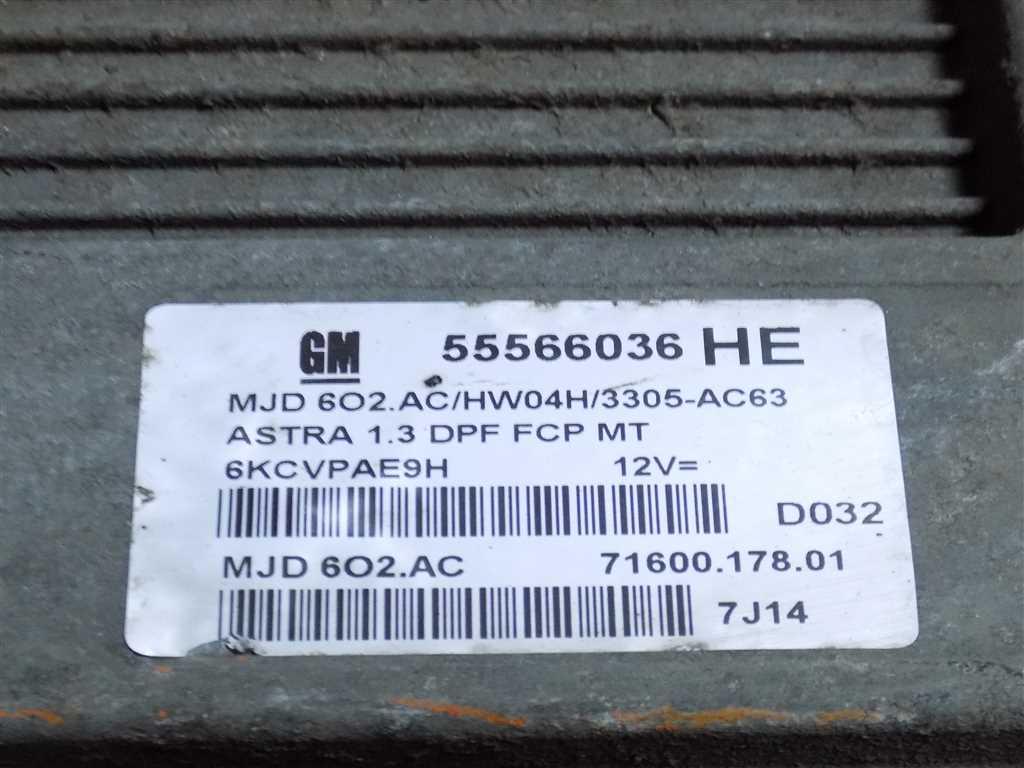 GM 55566036 HE
MJD 6O2.AC/HW04H/3305-AC63
ASTRA 1.3 DPF FCP MT
6KCVPAE9H 12V=
D032
MJD 6O2.AC 71600.178.01
7J14